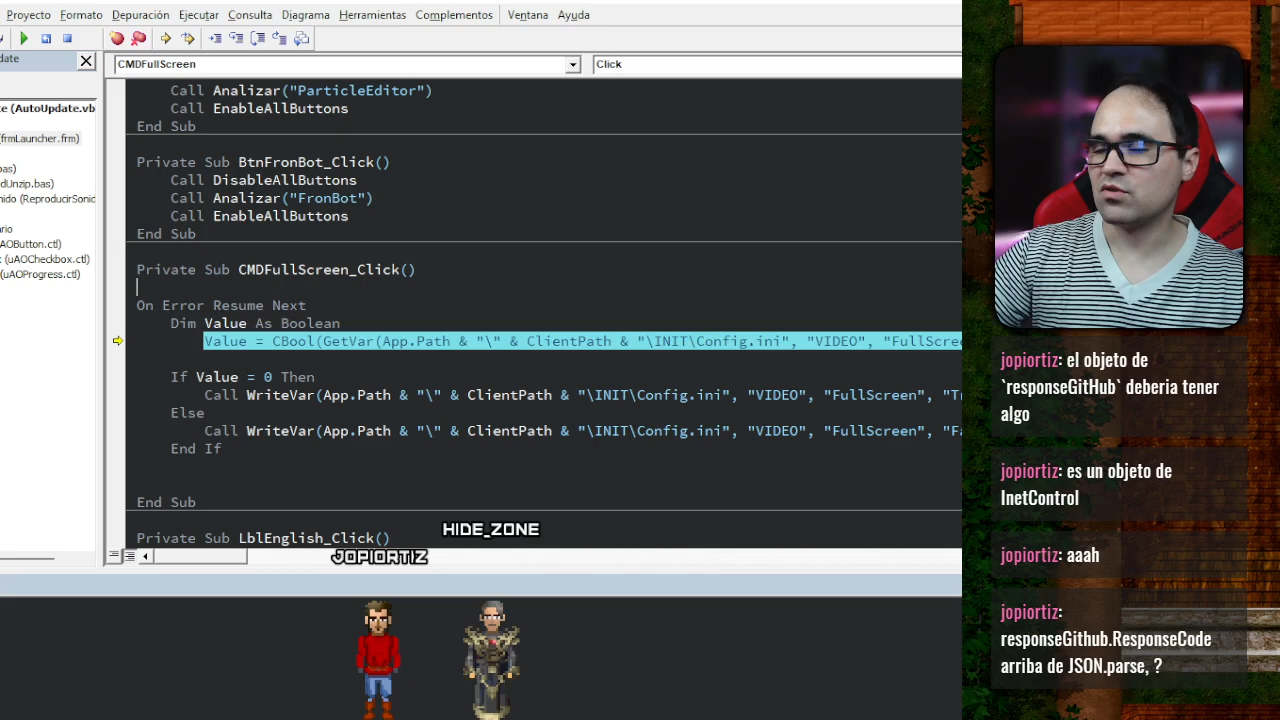 Proyecto Formato Depuración Ejecutar Consulta Diagrama Herramientas Complementos Ventana Ayuda
date
CMDFullScreen Click
(AutoUpdate.vb
frmLauncher.frm)
bas)
dUnzip.bas)
nido (ReproducirSonid
ario
AOButton.ctl)
x (uAOCheckbox.ctl)
(uAOProgress.ctl)
Call Analizar("ParticleEditor")
Call EnableAllButtons
End Sub
Private Sub BtnFronBot_Click()
Call DisableAllButtons
Call Analizar("FronBot")
Call EnableAllButtons
End Sub
Private Sub CMDFullScreen_Click()
On Error Resume Next
Dim Value As Boolean
Value = CBool(GetVar(App.Path & "\" & ClientPath & "\INIT\Config.ini", "VIDEO", "FullScree
If Value = 0 Then
Call WriteVar(App.Path & "\" & ClientPath & "\INIT\Config.ini", "VIDEO", "FullScreen", "T
Else
Call WriteVar(App.Path & "\" & ClientPath & "\INIT\Config.ini", "VIDEO", "FullScreen", "Fa
End If
End Sub
Private Sub LblEnglish_Click()
HIDE_ZONE
JOPIORTIZ
jopiortiz: el objeto de
`responseGitHub` deberia tener
algo
jopiortiz: es un objeto de
InetControl
jopiortiz: aaah
jopiortiz:
responseGithub.ResponseCode
arriba de JSON.parse, ?